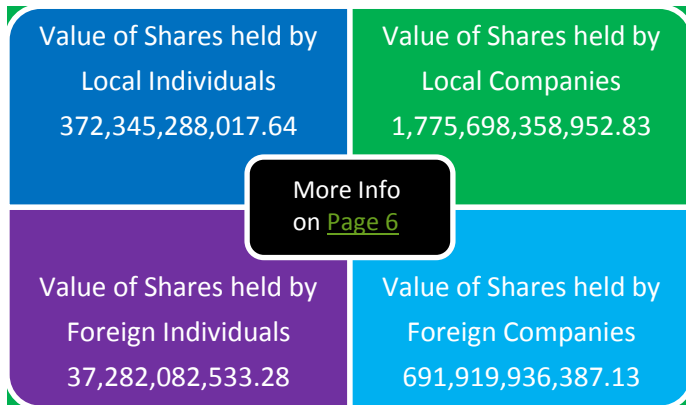 Value of Shares held by
Local Individuals
372,345,288,017.64
Value of Shares held by
Local Companies
1,775,698,358,952.83
More Info
on Page 6
Value of Shares held by
Foreign Individuals
37,282,082,533.28
Value of Shares held by
Foreign Companies
691,919,936,387.13